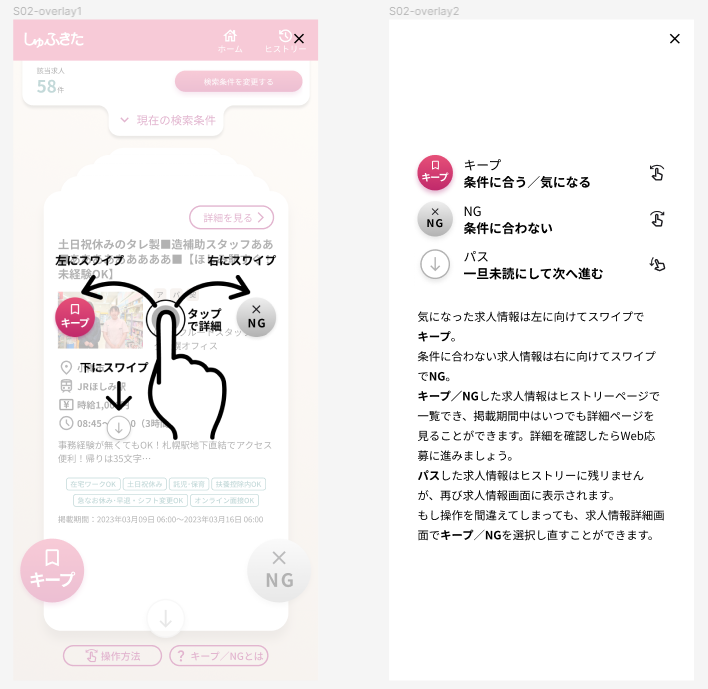 S02-overlay1
しゅふきた
ホーム
ヒストリー
該当求人
58件
検索条件を変更する
現在の検索条件
詳細を見る
土日祝休みのタレ製■造補助スタッフああ
未経験OK】
左にスワイプ
右にスワイプ
キープ
タップ
で詳細
NG
下にスワイプ
JRほしみ駅
時給1,0
08:45〜
事務経験が無くてもOK！札幌駅地下直結でアクセス
便利！帰りは35文字…
在宅ワークOK
土日祝休み
託児・保育
扶養控除内OK
急なお休み・早退・シフト変更OK
オンライン面接OK
掲載期間：2023年03月09日 06:00〜2023年03月16日 06:00
キープ
NG
操作方法
? キープ／NGとは
S02-overlay2
キープ
キープ
条件に合う／気になる
NG
NG
条件に合わない
パス
一旦未読にして次へ進む
気になった求人情報は左に向けてスワイプで
キープ。
条件に合わない求人情報は右に向けてスワイプ
でNG。
キープ／NGした求人情報はヒストリーページで
一覧でき、掲載期間中はいつでも詳細ページを
見ることができます。詳細を確認したらWeb応
募に進みましょう。
パスした求人情報はヒストリーに残りません
が、再び求人情報画面に表示されます。
もし操作を間違えてしまっても、求人情報詳細画
面でキープ／NGを選択し直すことができます。